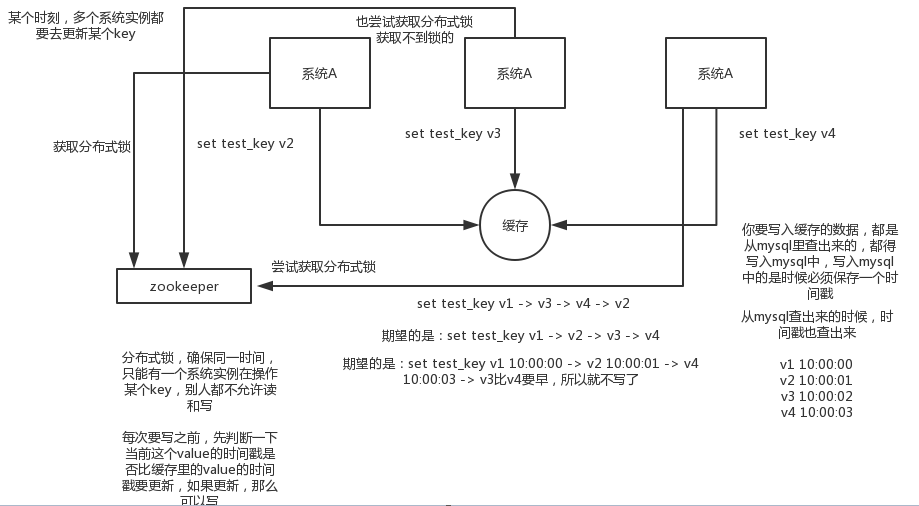 某个时刻，多个系统实例都
要去更新某个key
也尝试获取分布式锁
获取不到锁的
系统A
系统A
系统A
获取分布式锁
set test_key v2
set test_key v3
set test_key v4
缓存
zookeeper
尝试获取分布式锁
set test_key v1 -> v3 -> v4 -> v2
期望的是：set test_key v1 -> v2 -> v3 -> v4
期望的是：set test_key v1 10:00:00 -> v2 10:00:01 -> v4
10:00:03 -> v3比v4要早，所以就不写了
你要写入缓存的数据，都是
从mysql里查出来的，都得
写入mysql中，写入mysql
中的是时候必须保存一个时
间戳
从mysql查出来的时候，时
间戳也查出来
v1 10:00:00
v2 10:00:01
v3 10:00:02
v4 10:00:03
分布式锁，确保同一时间，
只能有一个系统实例在操作
某个key，别人都不允许读
和写
每次要写之前，先判断一下
当前这个value的时间戳是
否比缓存里的value的时间
戳要更新，如果更新，那么
可以写